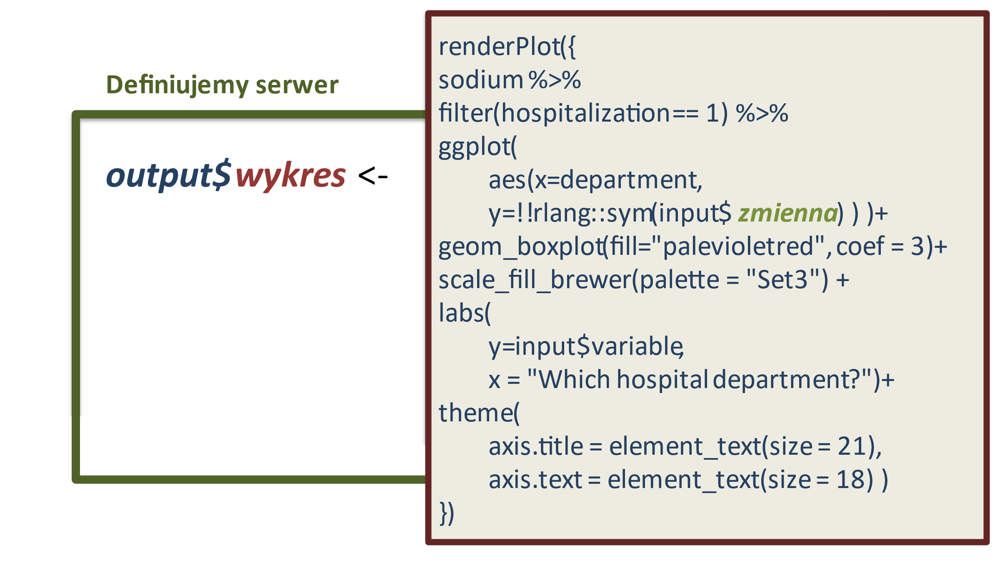 Definiujemy serwer
output$wykres <-
renderPlot({
sodium %>%
filter(hospitalization== 1) %>%
ggplot(
aes(x=department,
y=!!rlang::sym(input$ zmienna) ) )+
geom_boxplot(fill="palevioletred", coef = 3)+
scale_fill_brewer(palette = "Set3") +
labs(
y=input$variable,
x = "Which hospital department?")+
theme(
axis.title = element_text(size = 21),
axis.text = element_text(size = 18) )
})